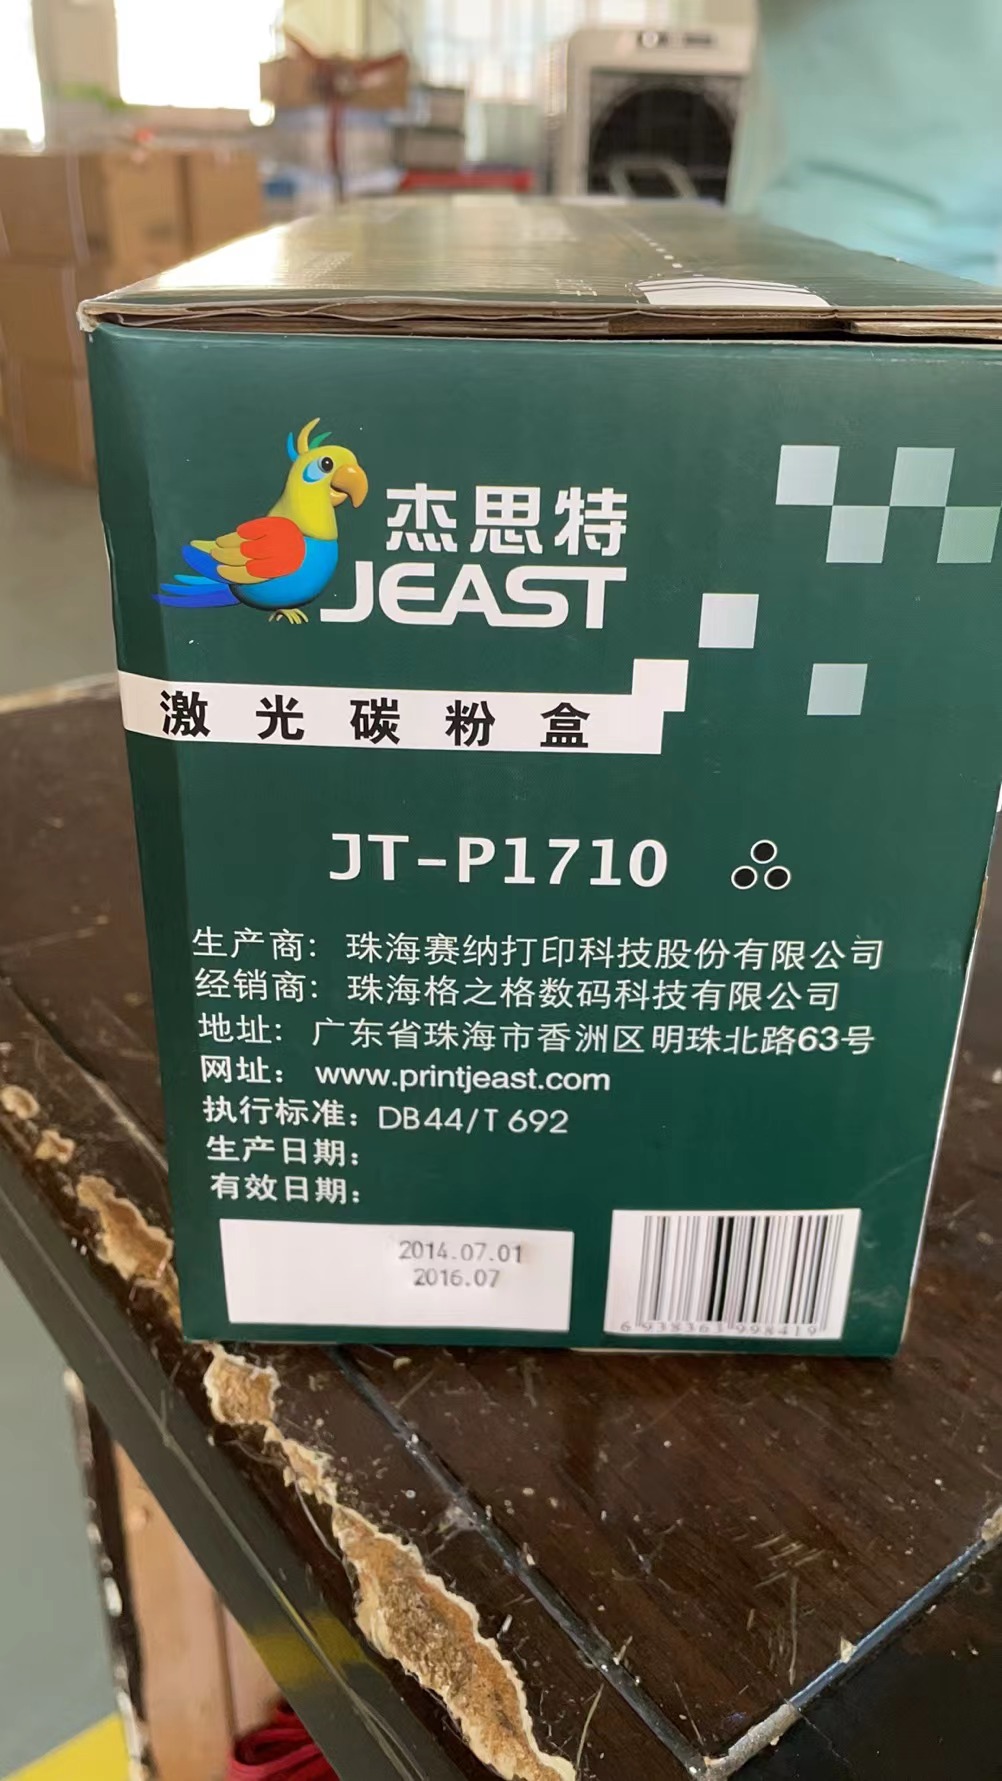 杰思特
JEAST
激光碳粉盒
JT-P1710
生产商：珠海赛纳打印科技股份有限公司
经销商：珠海格之格数码科技有限公司
地址：广东省珠海市香洲区明珠北路63号
网址：www.printjeast.com
执行标准：DB44/T 692
生产日期：
有效日期：
2014.07.01
2016.07
6 938363 998419